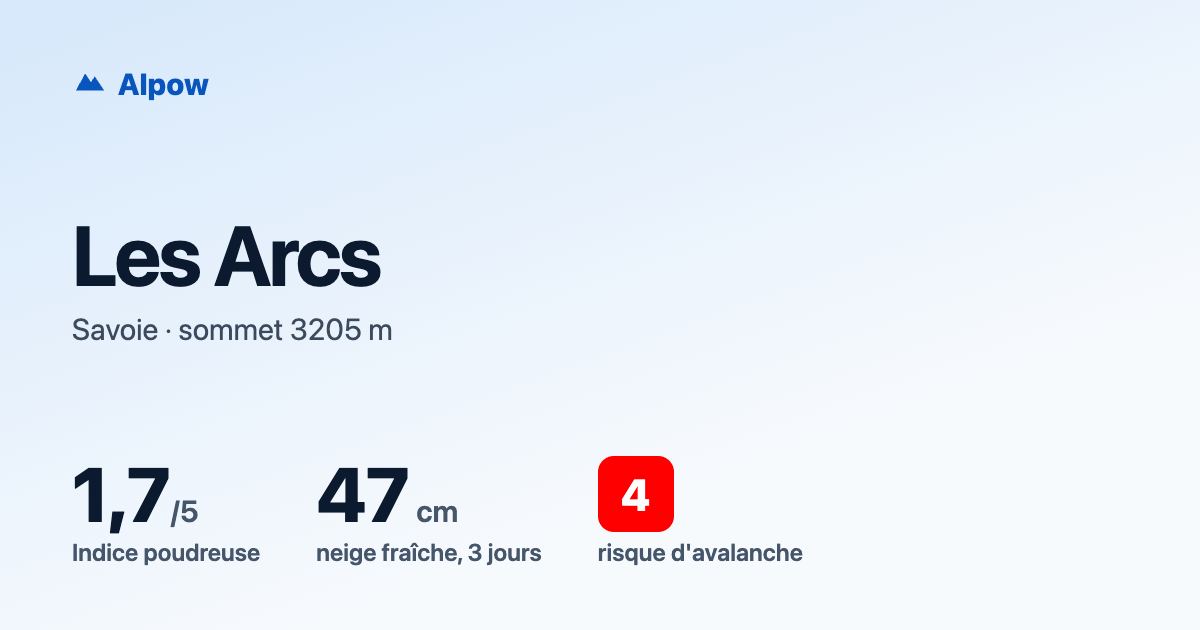 Alpow
Les Arcs
Savoie · sommet 3205 m
1,7/5
Indice poudreuse
47 cm
neige fraîche, 3 jours
4
risque d'avalanche